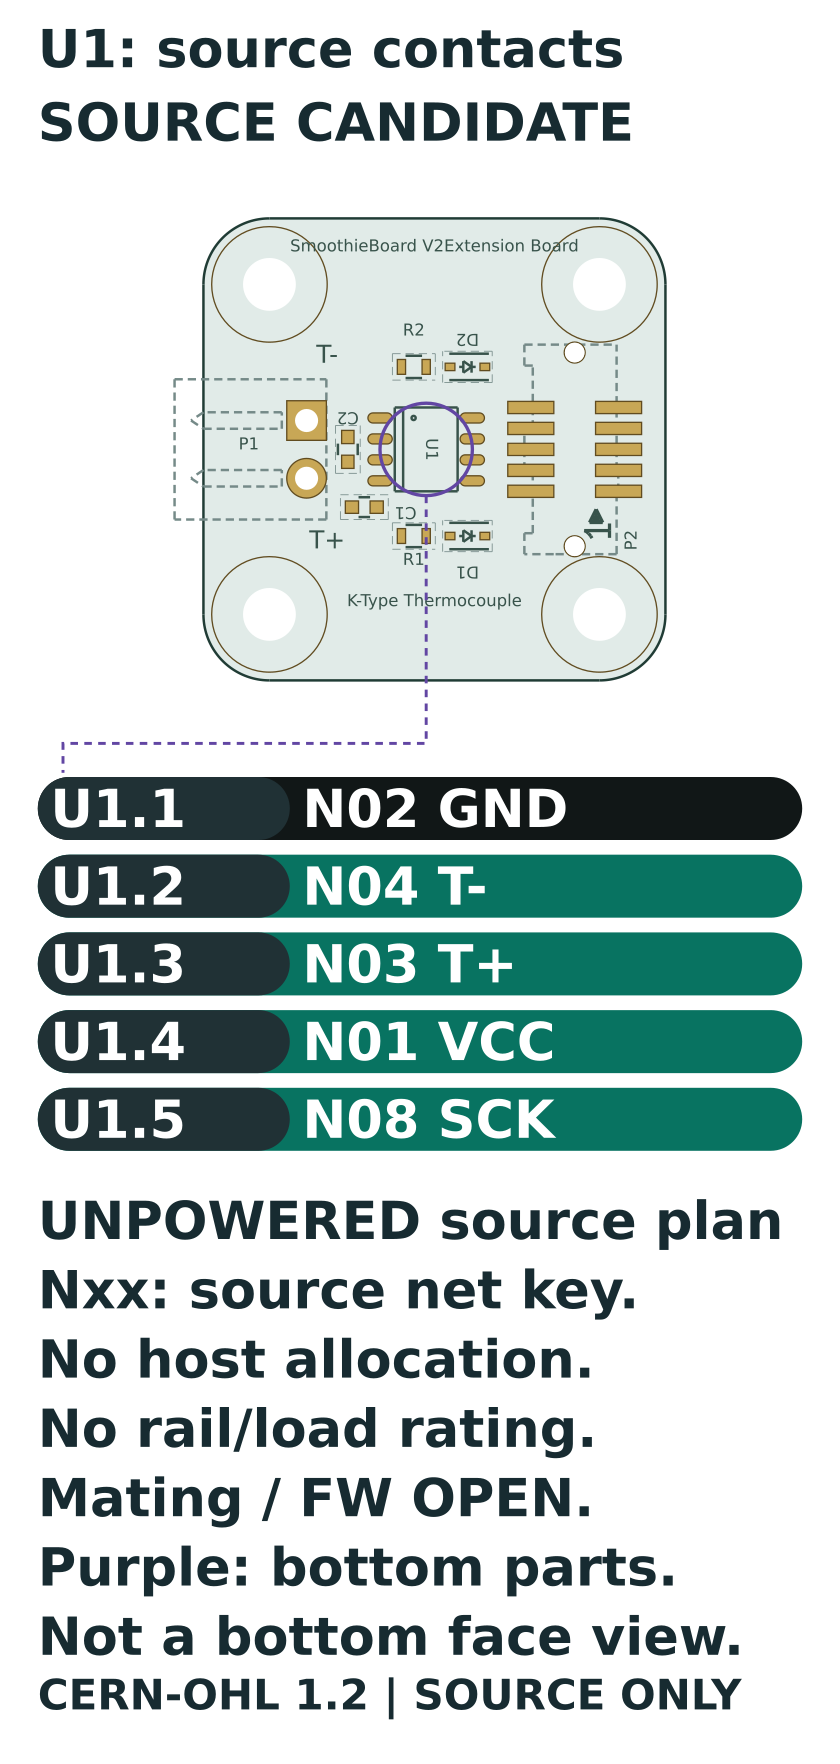 U1: source contacts
SOURCE CANDIDATE
SmoothieBoard V2Extension Board
R2
D2
T-
C2
P1
U1
C1
T+
1
P2
R1
D1
K-Type Thermocouple
U1.1 N02 GND
U1.2 N04 T-
U1.3 N03 T+
U1.4 N01 VCC
U1.5 N08 SCK
UNPOWERED source plan
Nxx: source net key.
No host allocation.
No rail/load rating.
Mating / FW OPEN.
Purple: bottom parts.
Not a bottom face view.
CERN-OHL 1.2 | SOURCE ONLY